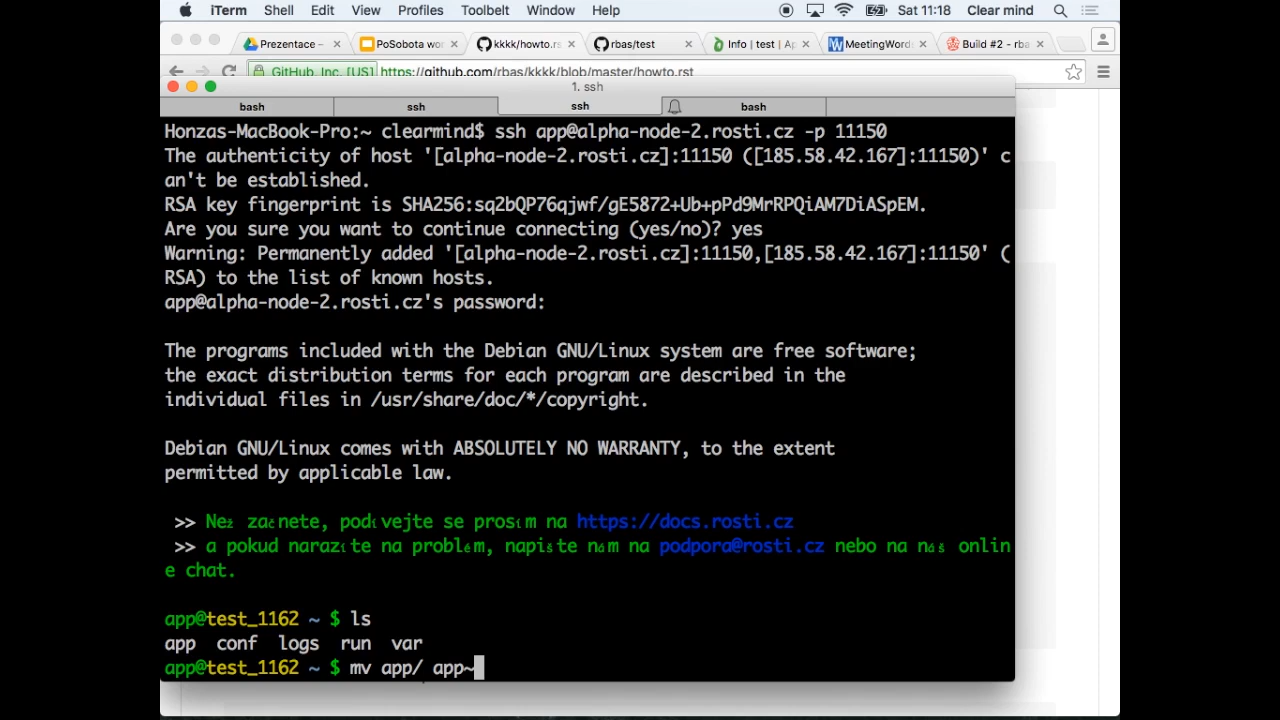 iTerm Shell Edit View Profiles Toolbelt Window Help Sat 11:18 Clear mind
Prezentace – PoSobota wo kkkk/howto.rs rbas/test Info | test | Ap MeetingWords Build #2 - rba
GitHub, Inc. [US] https://github.com/rbas/kkkk/blob/master/howto.rst
1. ssh
bash ssh ssh bash
Honzas-MacBook-Pro:~ clearmind$ ssh app@alpha-node-2.rosti.cz -p 11150
The authenticity of host '[alpha-node-2.rosti.cz]:11150 ([185.58.42.167]:11150)' c
an't be established.
RSA key fingerprint is SHA256:sq2bQP76qjwf/gE5872+Ub+pPd9MrRPQiAM7DiASpEM.
Are you sure you want to continue connecting (yes/no)? yes
Warning: Permanently added '[alpha-node-2.rosti.cz]:11150,[185.58.42.167]:11150' (
RSA) to the list of known hosts.
app@alpha-node-2.rosti.cz's password:
The programs included with the Debian GNU/Linux system are free software;
the exact distribution terms for each program are described in the
individual files in /usr/share/doc/*/copyright.
Debian GNU/Linux comes with ABSOLUTELY NO WARRANTY, to the extent
permitted by applicable law.
>> Než začnete, podívejte se prosím na https://docs.rosti.cz
>> a pokud narazíte na problém, napište nám na podpora@rosti.cz nebo na náš onlin
e chat.
app@test_1162 ~ $ ls
app conf logs run var
app@test_1162 ~ $ mv app/ app~